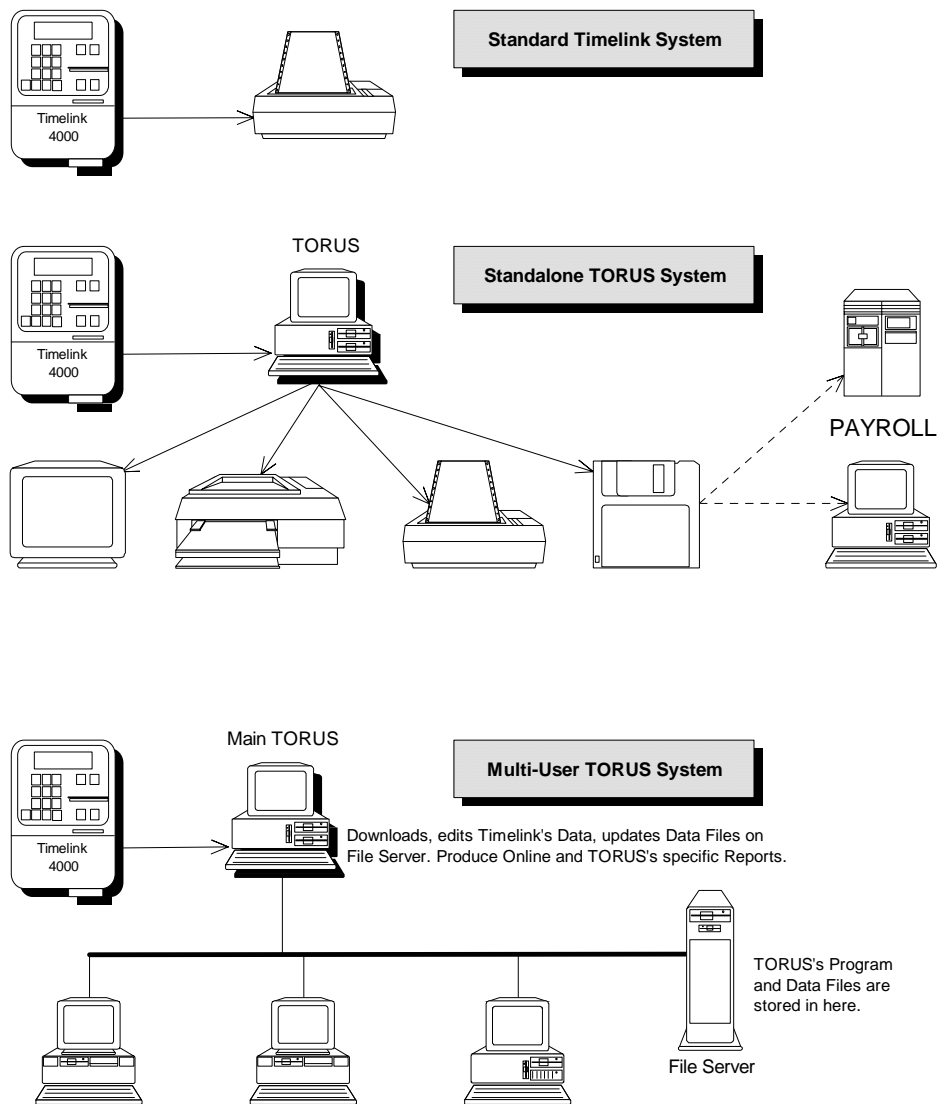 Standard Timelink System
Timelink
4000
TORUS
Standalone TORUS System
Timelink
4000
PAYROLL
Main TORUS
Multi-User TORUS System
Downloads, edits Timelink's Data, updates Data Files on
File Server. Produce Online and TORUS's specific Reports.
Timelink
4000
TORUS's Program
and Data Files are
stored in here.
File Server